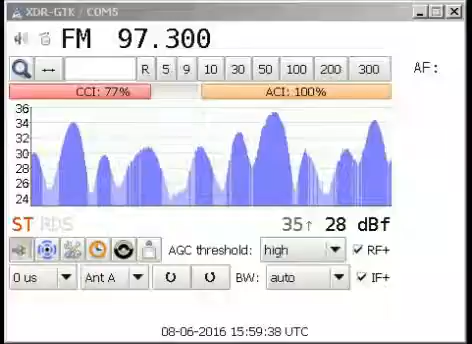 XDR-GTK / COM5
FM 97.300
↔ R 5 9 10 30 50 100 200 300 AF:
CCI: 77% ACI: 100%
36
34
32
30
28
26
24
ST RDS 35↑ 28 dBf
AGC threshold: high RF+
0 us Ant A BW: auto IF+
08-06-2016 15:59:38 UTC